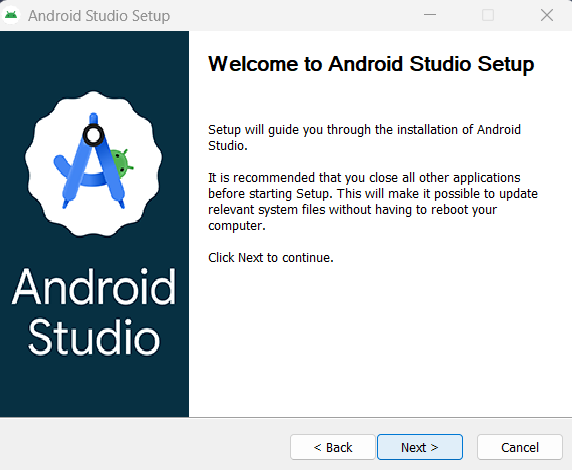 Android Studio Setup
Welcome to Android Studio Setup
Setup will guide you through the installation of Android
Studio.
It is recommended that you close all other applications
before starting Setup. This will make it possible to update
relevant system files without having to reboot your
computer.
Click Next to continue.
Android
Studio
< Back
Next >
Cancel